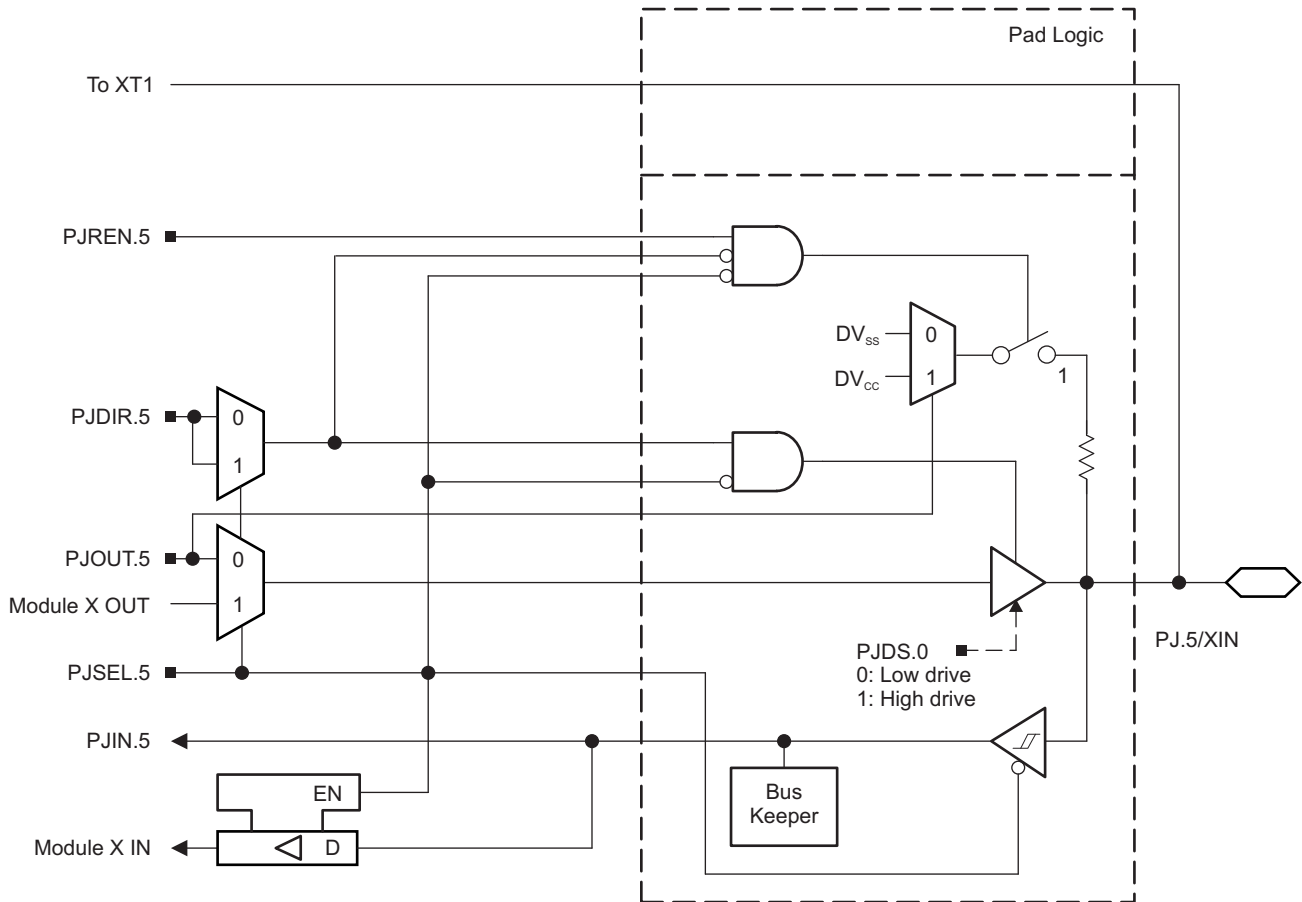 Pad Logic
To XT1
PJREN.5
DVSS
0
DVCC
1
1
PJDIR.5
0
1
PJOUT.5
0
Module X OUT
1
PJSEL.5
PJDS.0
0: Low drive
1: High drive
PJ.5/XIN
PJIN.5
EN
Bus
Keeper
Module X IN
D